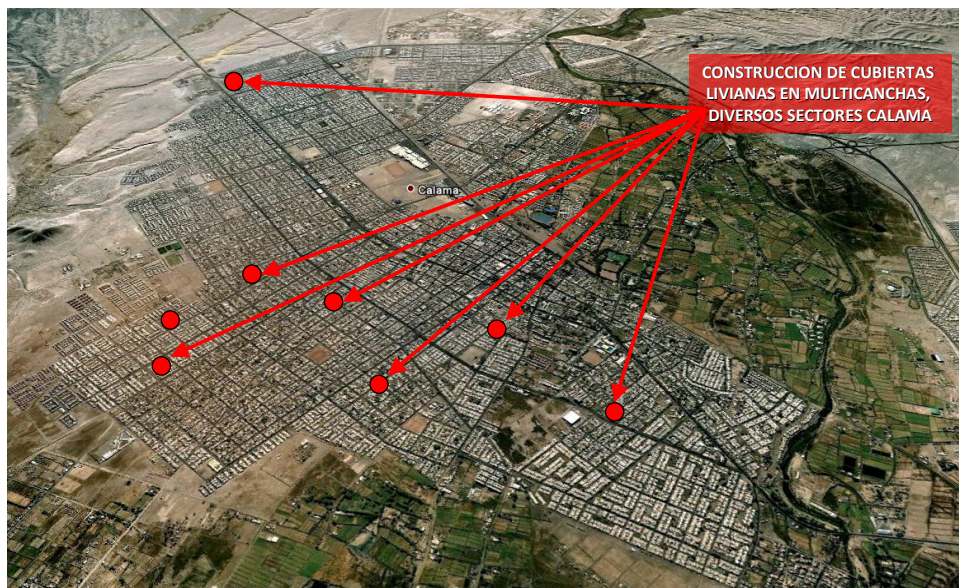 CONSTRUCCION DE CUBIERTAS
LIVIANAS EN MULTICANCHAS,
DIVERSOS SECTORES CALAMA
Calama